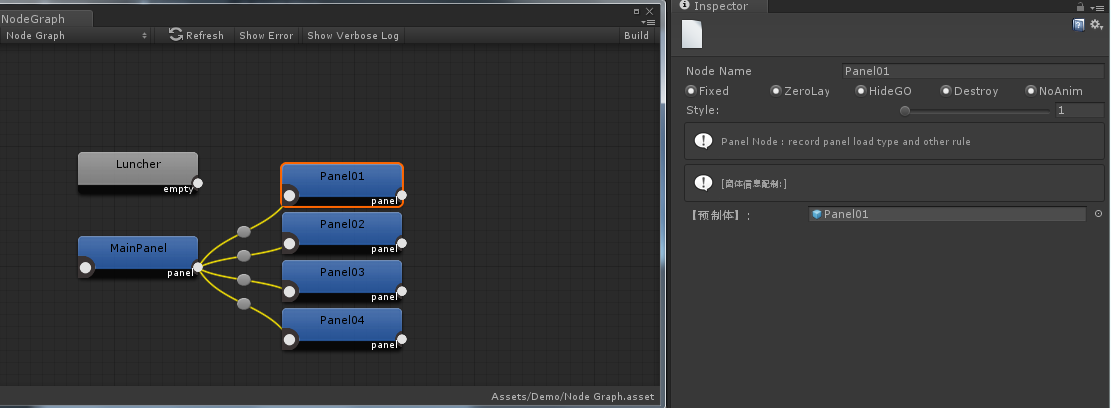 NodeGraph
Node Graph Refresh Show Error Show Verbose Log Build
Luncher
empty
MainPanel
panel
Panel01
panel
Panel02
panel
Panel03
panel
Panel04
panel
Assets/Demo/Node Graph.asset
Inspector
Node Name Panel01
Fixed ZeroLay HideGO Destroy NoAnim
Style: 1
Panel Node : record panel load type and other rule
[窗体信息配制:]
[预制体] : Panel01